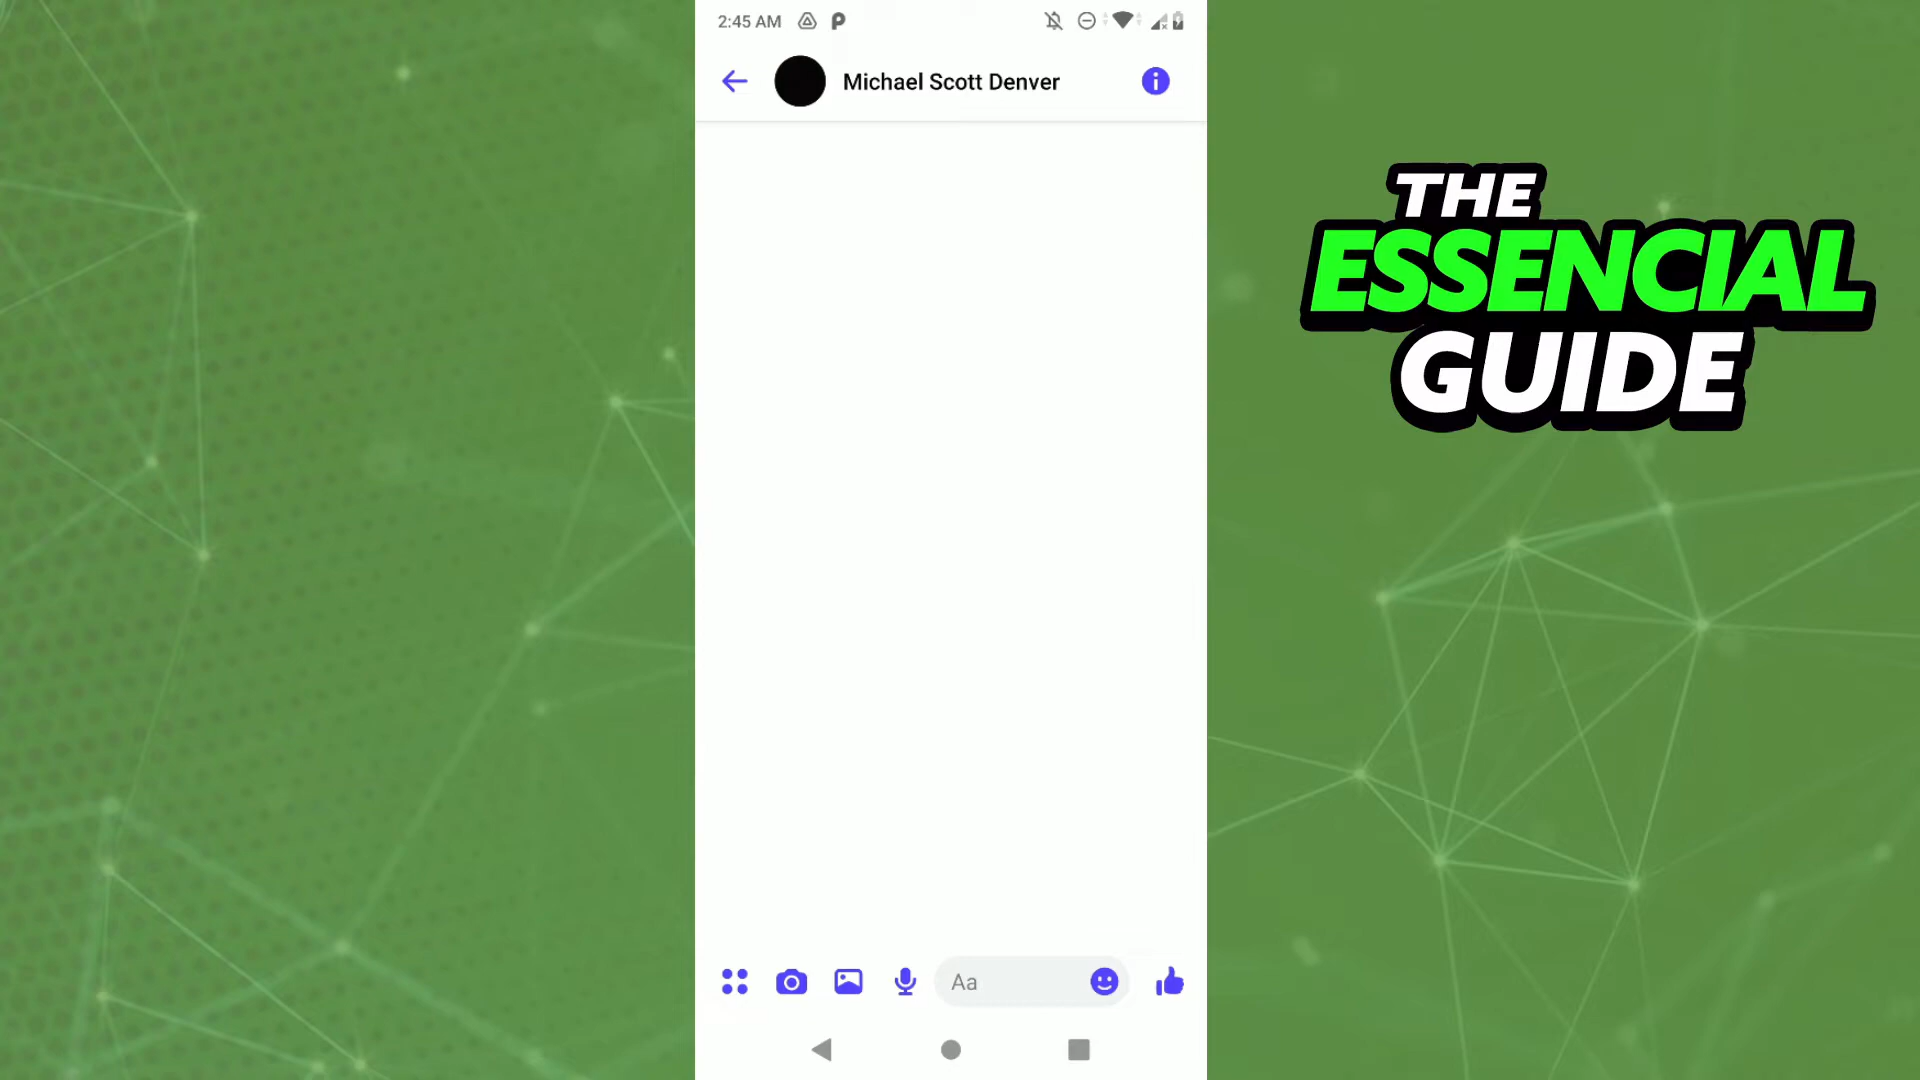 2:45 AM
Michael Scott Denver
THE
ESSENCIAL
GUIDE
Aa